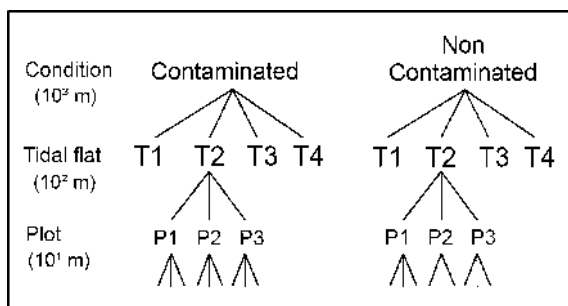 Condition
(10³ m)
Contaminated
Non
Contaminated
Tidal flat
(10² m)
T1 T2 T3 T4
T1 T2 T3 T4
Plot
(10¹ m)
P1 P2 P3
P1 P2 P3